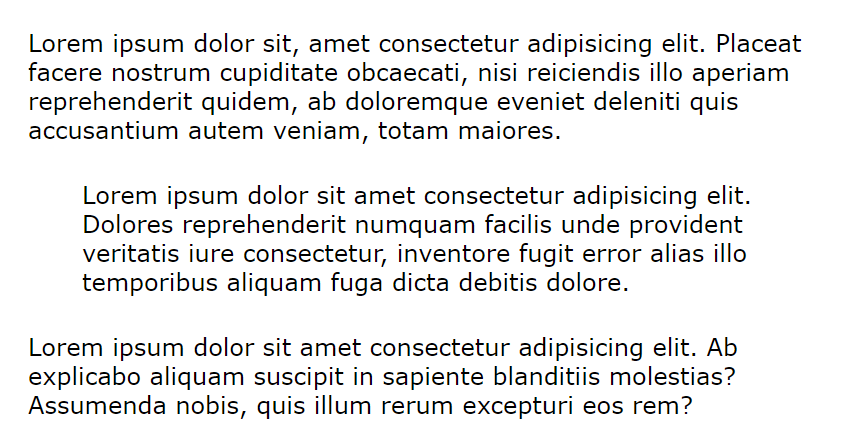 Lorem ipsum dolor sit, amet consectetur adipisicing elit. Placeat
facere nostrum cupiditate obcaecati, nisi reiciendis illo aperiam
reprehenderit quidem, ab doloremque eveniet deleniti quis
accusantium autem veniam, totam maiores.
Lorem ipsum dolor sit amet consectetur adipisicing elit.
Dolores reprehenderit numquam facilis unde provident
veritatis iure consectetur, inventore fugit error alias illo
temporibus aliquam fuga dicta debitis dolore.
Lorem ipsum dolor sit amet consectetur adipisicing elit. Ab
explicabo aliquam suscipit in sapiente blanditiis molestias?
Assumenda nobis, quis illum rerum excepturi eos rem?